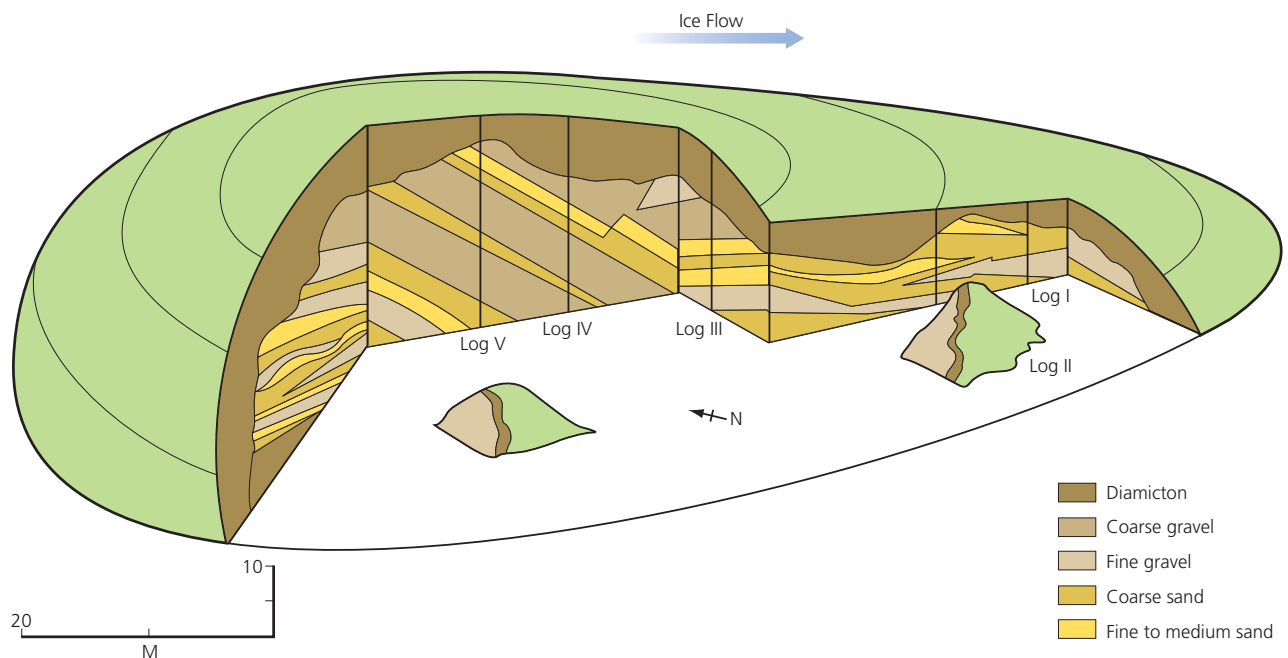 Ice Flow
Log I
Log V
Log IV
Log III
Log II
N
Diamicton
Coarse gravel
Fine gravel
Coarse sand
Fine to medium sand
10
20
M